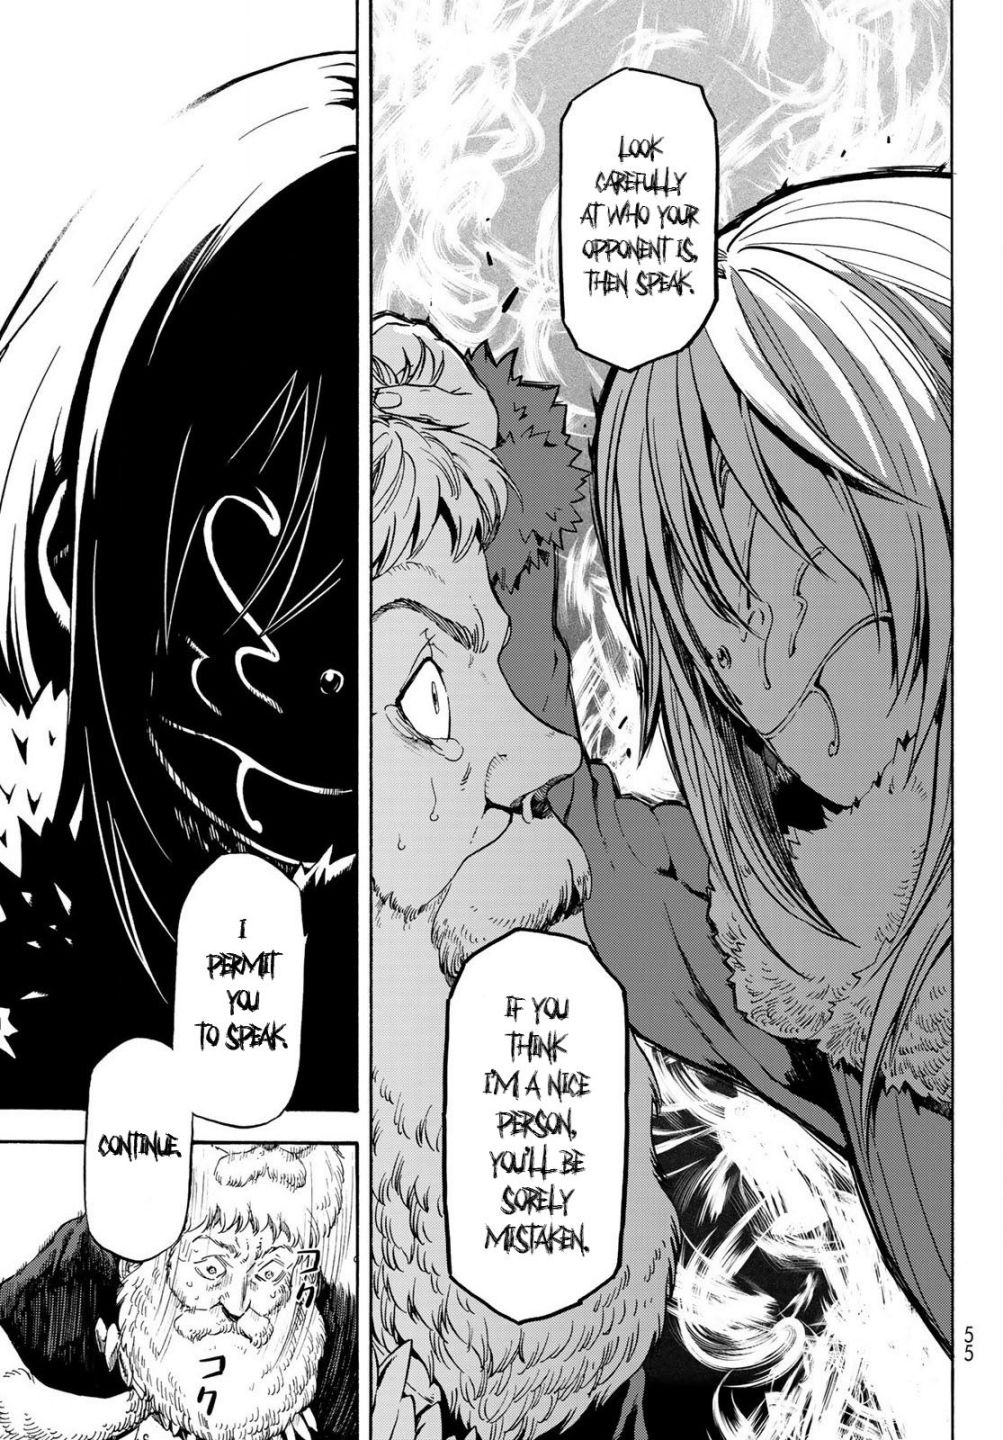 LOOK
CAREFULLY
AT WHO YOUR
OPPONENT IS,
THEN SPEAK.
IF YOU
THINK
I'M A NICE
PERSON,
YOU'LL BE
SORELY
MISTAKEN.
I
PERMIT
YOU
TO SPEAK.
CONTINUE.
コク
コク
55